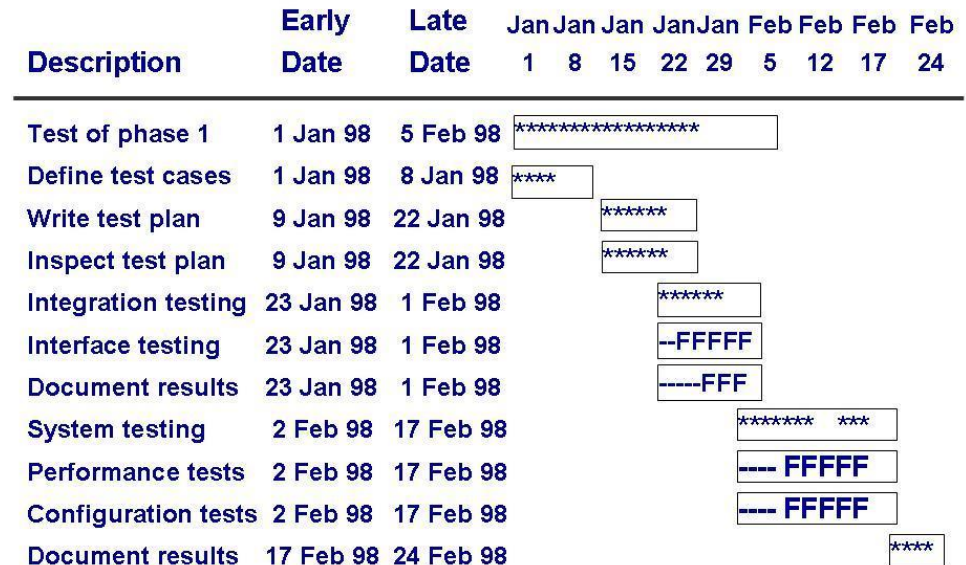 Early Late Jan Jan Jan Jan Jan Feb Feb Feb Feb
Description Date Date 1 8 15 22 29 5 12 17 24
Test of phase 1 1 Jan 98 5 Feb 98 *****************
Define test cases 1 Jan 98 8 Jan 98 ****
Write test plan 9 Jan 98 22 Jan 98 ******
Inspect test plan 9 Jan 98 22 Jan 98 ******
Integration testing 23 Jan 98 1 Feb 98 ******
Interface testing 23 Jan 98 1 Feb 98 --FFFFF
Document results 23 Jan 98 1 Feb 98 -----FFF
System testing 2 Feb 98 17 Feb 98 ******* ***
Performance tests 2 Feb 98 17 Feb 98 ---- FFFFF
Configuration tests 2 Feb 98 17 Feb 98 ---- FFFFF
Document results 17 Feb 98 24 Feb 98 ****